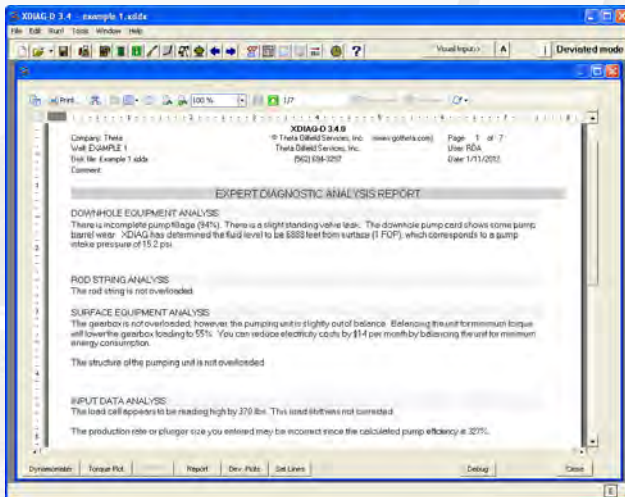 XDIAG-D 3.4 - example 1.xddx
File Edit Run! Tools Window Help
Visual Input>> A Deviated mode
Print... 100 % 1/7
XDIAG-D 3.4.0
Company: Theta © Theta Oilfield Services, Inc. (www.gotheta.com) Page 1 of 7
Well: EXAMPLE 1 Theta Oilfield Services, Inc. User: RDA
Disk file: Example 1.xddx (562) 694-3297 Date: 1/11/2012
Comment:
EXPERT DIAGNOSTIC ANALYSIS REPORT
DOWNHOLE EQUIPMENT ANALYSIS
There is incomplete pump fillage (94%). There is a slight standing valve leak. The downhole pump card shows some pump
barrel wear. XDIAG has determined the fluid level to be 6888 feet from surface (1 FOP), which corresponds to a pump
intake pressure of 15.2 psi.
ROD STRING ANALYSIS
The rod string is not overloaded.
SURFACE EQUIPMENT ANALYSIS
The gearbox is not overloaded, however the pumping unit is slightly out of balance. Balancing the unit for minimum torque
will lower the gearbox loading to 55%. You can reduce electricity costs by $14 per month by balancing the unit for minimum
energy consumption.
The structure of the pumping unit is not overloaded.
INPUT DATA ANALYSIS
The load cell appears to be reading high by 370 lbs. This load shift was not corrected.
The production rate or plunger size you entered may be incorrect since the calculated pump efficiency is 327%.
Dynamometer Torque Plot Report Dev. Plots Set Lines Debug Close